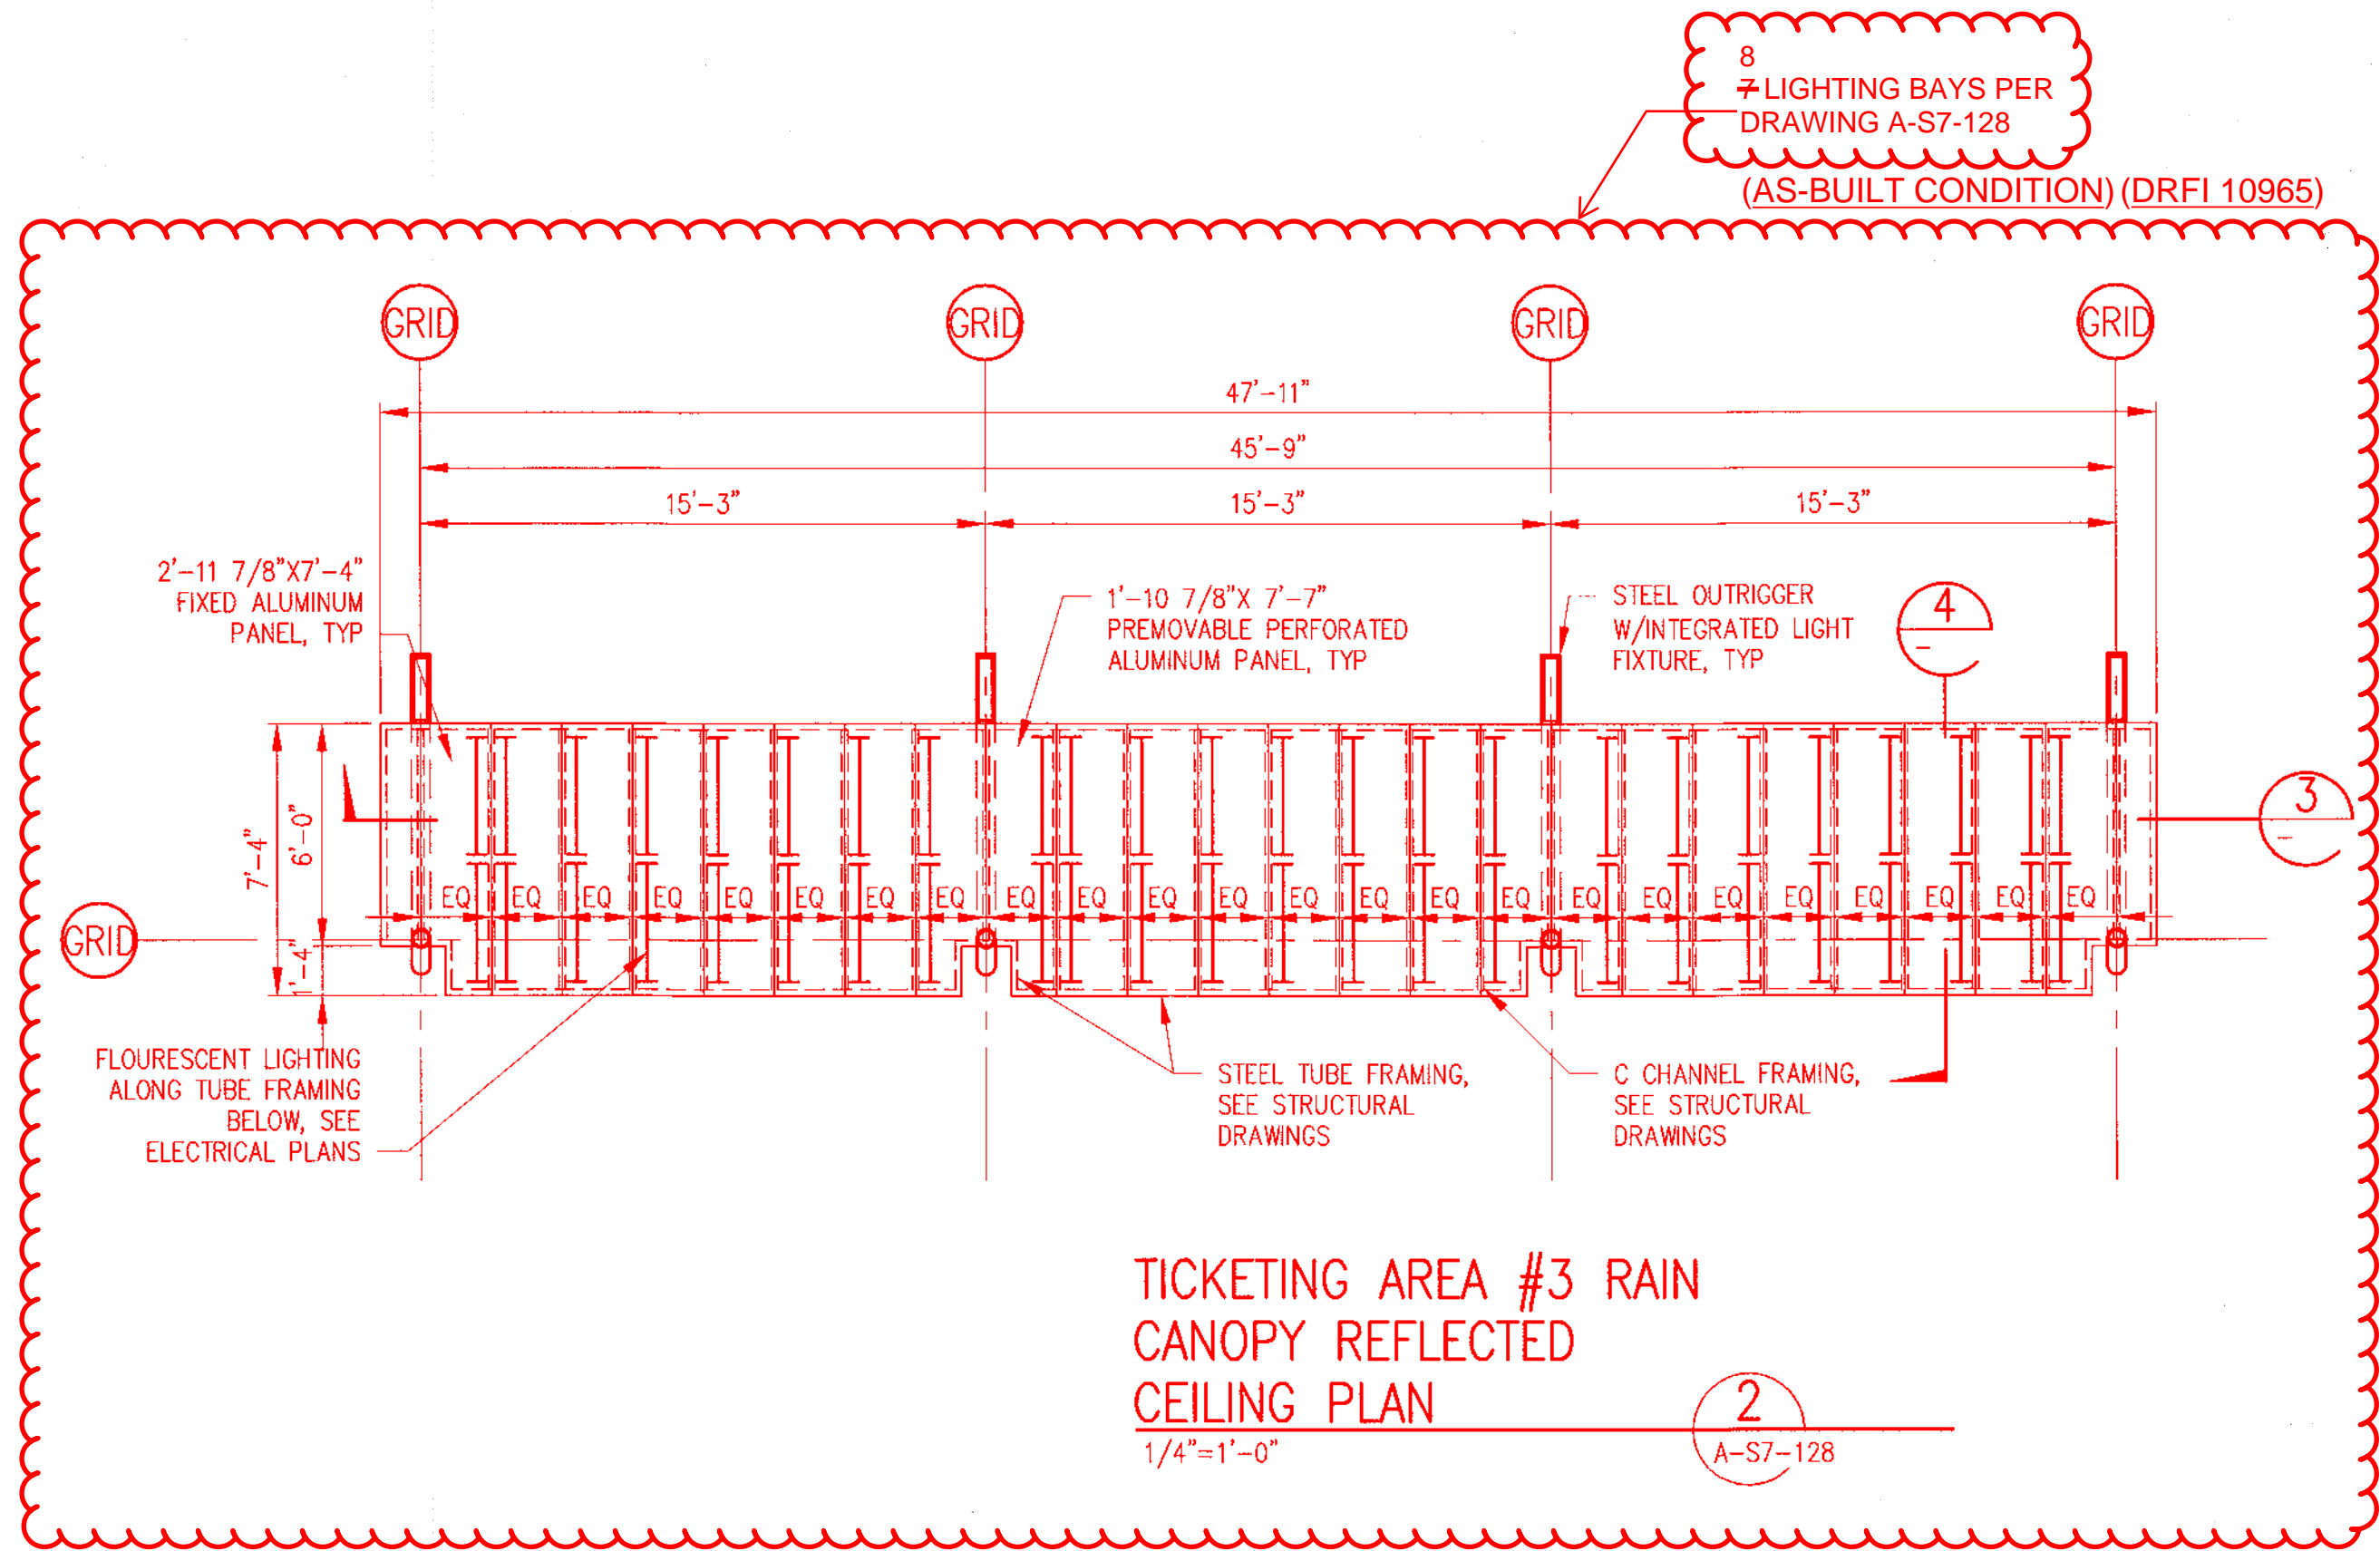 8
7 LIGHTING BAYS PER
DRAWING A-S7-128
(AS-BUILT CONDITION) (DRFI 10965)
GRID GRID GRID GRID
47'-11"
45'-9"
15'-3" 15'-3" 15'-3"
2'-11 7/8"X7'-4"
FIXED ALUMINUM
PANEL, TYP
1'-10 7/8"X 7'-7"
PREMOVABLE PERFORATED
ALUMINUM PANEL, TYP
STEEL OUTRIGGER
W/INTEGRATED LIGHT
FIXTURE, TYP
4
-
3
-
7'-4"
6'-0"
1'-4"
EQ EQ EQ EQ EQ EQ EQ EQ EQ EQ EQ EQ EQ EQ EQ EQ EQ EQ EQ EQ EQ EQ EQ EQ
GRID
FLOURESCENT LIGHTING
ALONG TUBE FRAMING
BELOW, SEE
ELECTRICAL PLANS
STEEL TUBE FRAMING,
SEE STRUCTURAL
DRAWINGS
C CHANNEL FRAMING,
SEE STRUCTURAL
DRAWINGS
TICKETING AREA #3 RAIN
CANOPY REFLECTED
CEILING PLAN
1/4"=1'-0"
2
A-S7-128